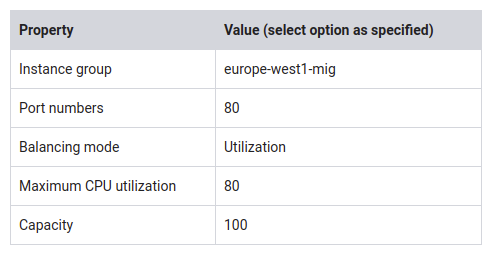 Property Value (select option as specified)
Instance group europe-west1-mig
Port numbers 80
Balancing mode Utilization
Maximum CPU utilization 80
Capacity 100